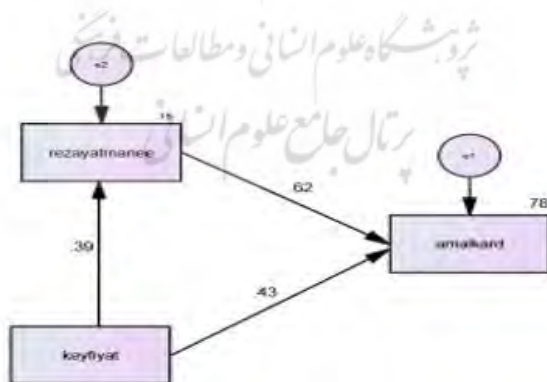 پژوهشگاه علوم انسانی و مطالعات فرهنگی
پرتال جامع علوم انسانی
e2
.15
rezayatmanee
.62
e1
.78
amalkard
.39
.43
keyfiyat